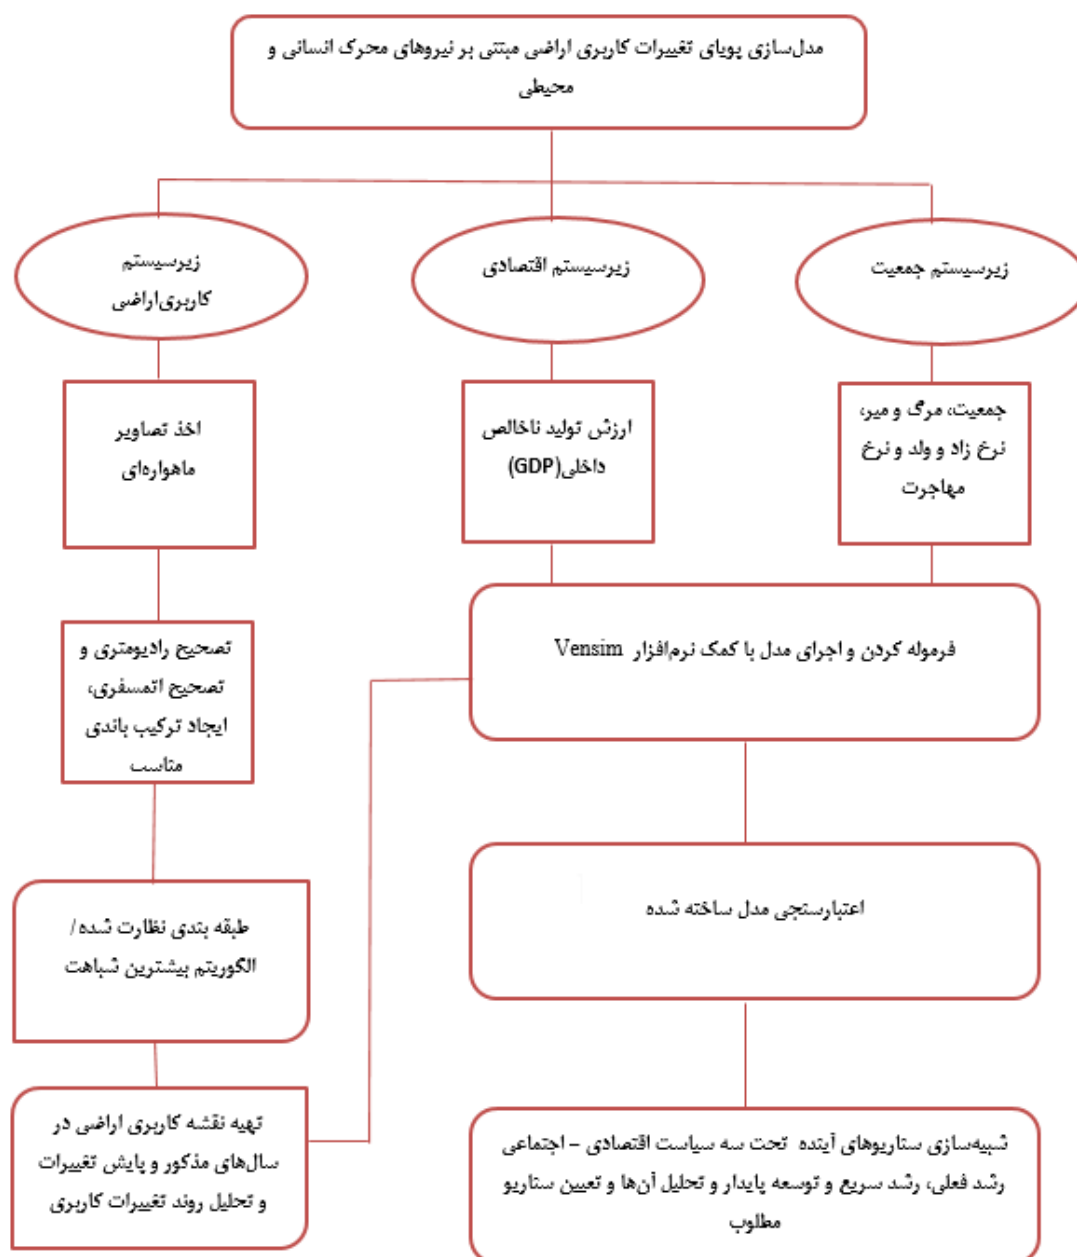 مدل‌سازی پویای تغییرات کاربری اراضی مبتنی بر نیروهای محرک انسانی و
محیطی
زیرسیستم جمعیت
زیرسیستم اقتصادی
زیرسیستم
کاربری‌اراضی
جمعیت، مرگ و میر،
نرخ زاد و ولد و نرخ
مهاجرت
ارزش تولید ناخالص
داخلی(GDP)
اخذ تصاویر
ماهواره‌ای
تصحیح رادیومتری و
تصحیح اتمسفری،
ایجاد ترکیب باندی
مناسب
طبقه بندی نظارت شده/
الگوریتم بیشترین شباهت
تهیه نقشه کاربری اراضی در
سال‌های مذکور و پایش تغییرات
و تحلیل روند تغییرات کاربری
فرموله کردن و اجرای مدل با کمک نرم‌افزار Vensim
اعتبارسنجی مدل ساخته شده
شبیه‌سازی سناریوهای آینده تحت سه سیاست اقتصادی – اجتماعی
رشد فعلی، رشد سریع و توسعه پایدار و تحلیل آن‌ها و تعیین سناریو
مطلوب